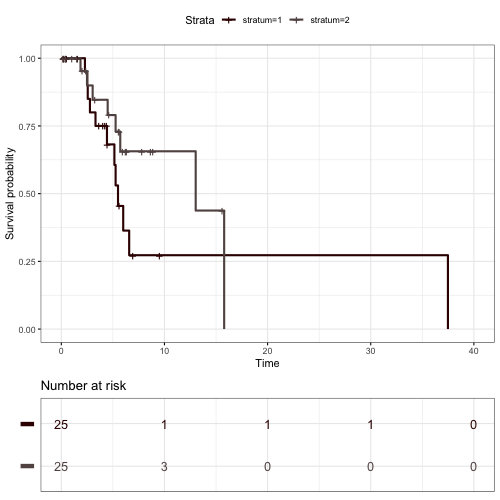 Strata stratum=1 stratum=2
1.00
0.75
0.50
0.25
0.00
Survival probability
0 10 20 30 40
Time
Number at risk
25 1 1 1 0
25 3 0 0 0